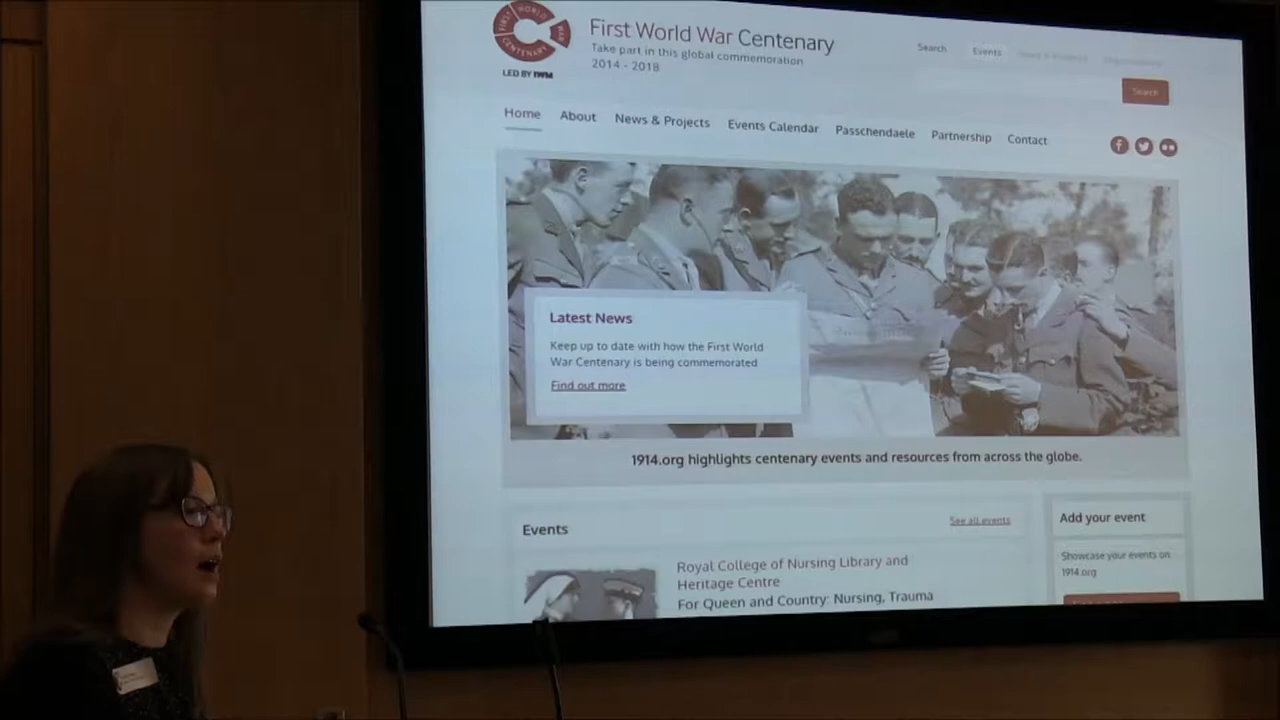 FIRST WORLD WAR CENTENARY
LED BY IWM
First World War Centenary
Take part in this global commemoration
2014 - 2018
Search Events
Search
Home About News & Projects Events Calendar Passchendaele Partnership Contact
Latest News
Keep up to date with how the First World
War Centenary is being commemorated
Find out more
1914.org highlights centenary events and resources from across the globe.
Events
See all events
Royal College of Nursing Library and
Heritage Centre
For Queen and Country: Nursing, Trauma
Add your event
Showcase your events on
1914.org